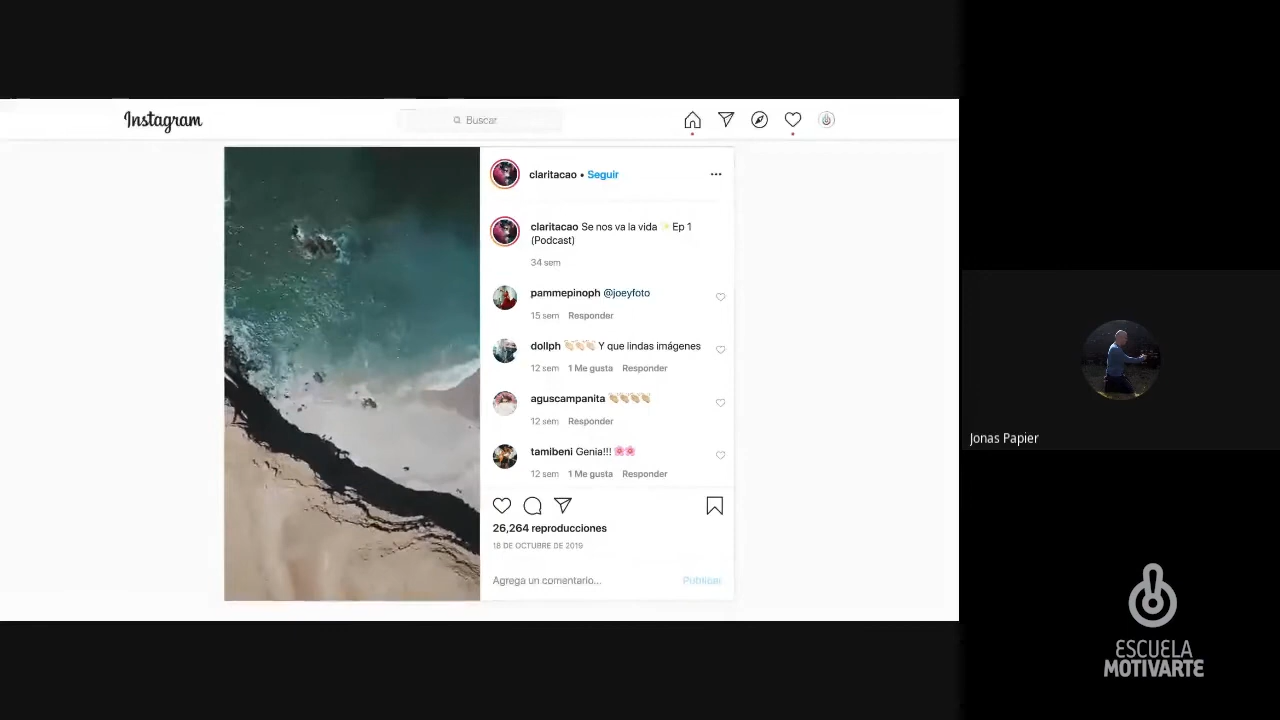 Instagram
Buscar
claritacao • Seguir
claritacao Se nos va la vida ✨ Ep 1
(Podcast)
34 sem
pammepinoph @joeyfoto
15 sem Responder
dollph 👏🏻👏🏻👏🏻 Y que lindas imágenes
12 sem 1 Me gusta Responder
aguscampanita 👏🏼👏🏼👏🏼👏🏼
12 sem Responder
tamibeni Genia!!! 🌸🌸
12 sem 1 Me gusta Responder
26,264 reproducciones
18 DE OCTUBRE DE 2019
Agrega un comentario...
Publicar
Jonas Papier
ESCUELA
MOTIVARTE